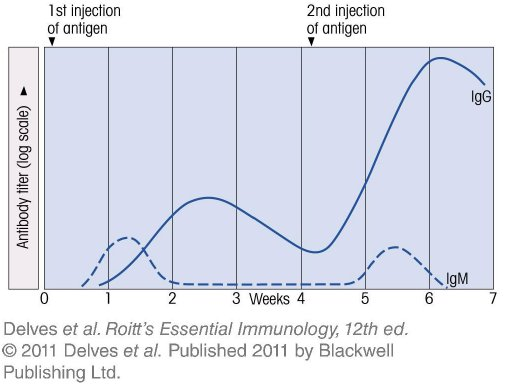 1st injection
of antigen
2nd injection
of antigen
Antibody titer (log scale)
IgG
IgM
0 1 2 3 Weeks 4 5 6 7
Delves et al. Roitt’s Essential Immunology, 12th ed.
© 2011 Delves et al. Published 2011 by Blackwell
Publishing Ltd.